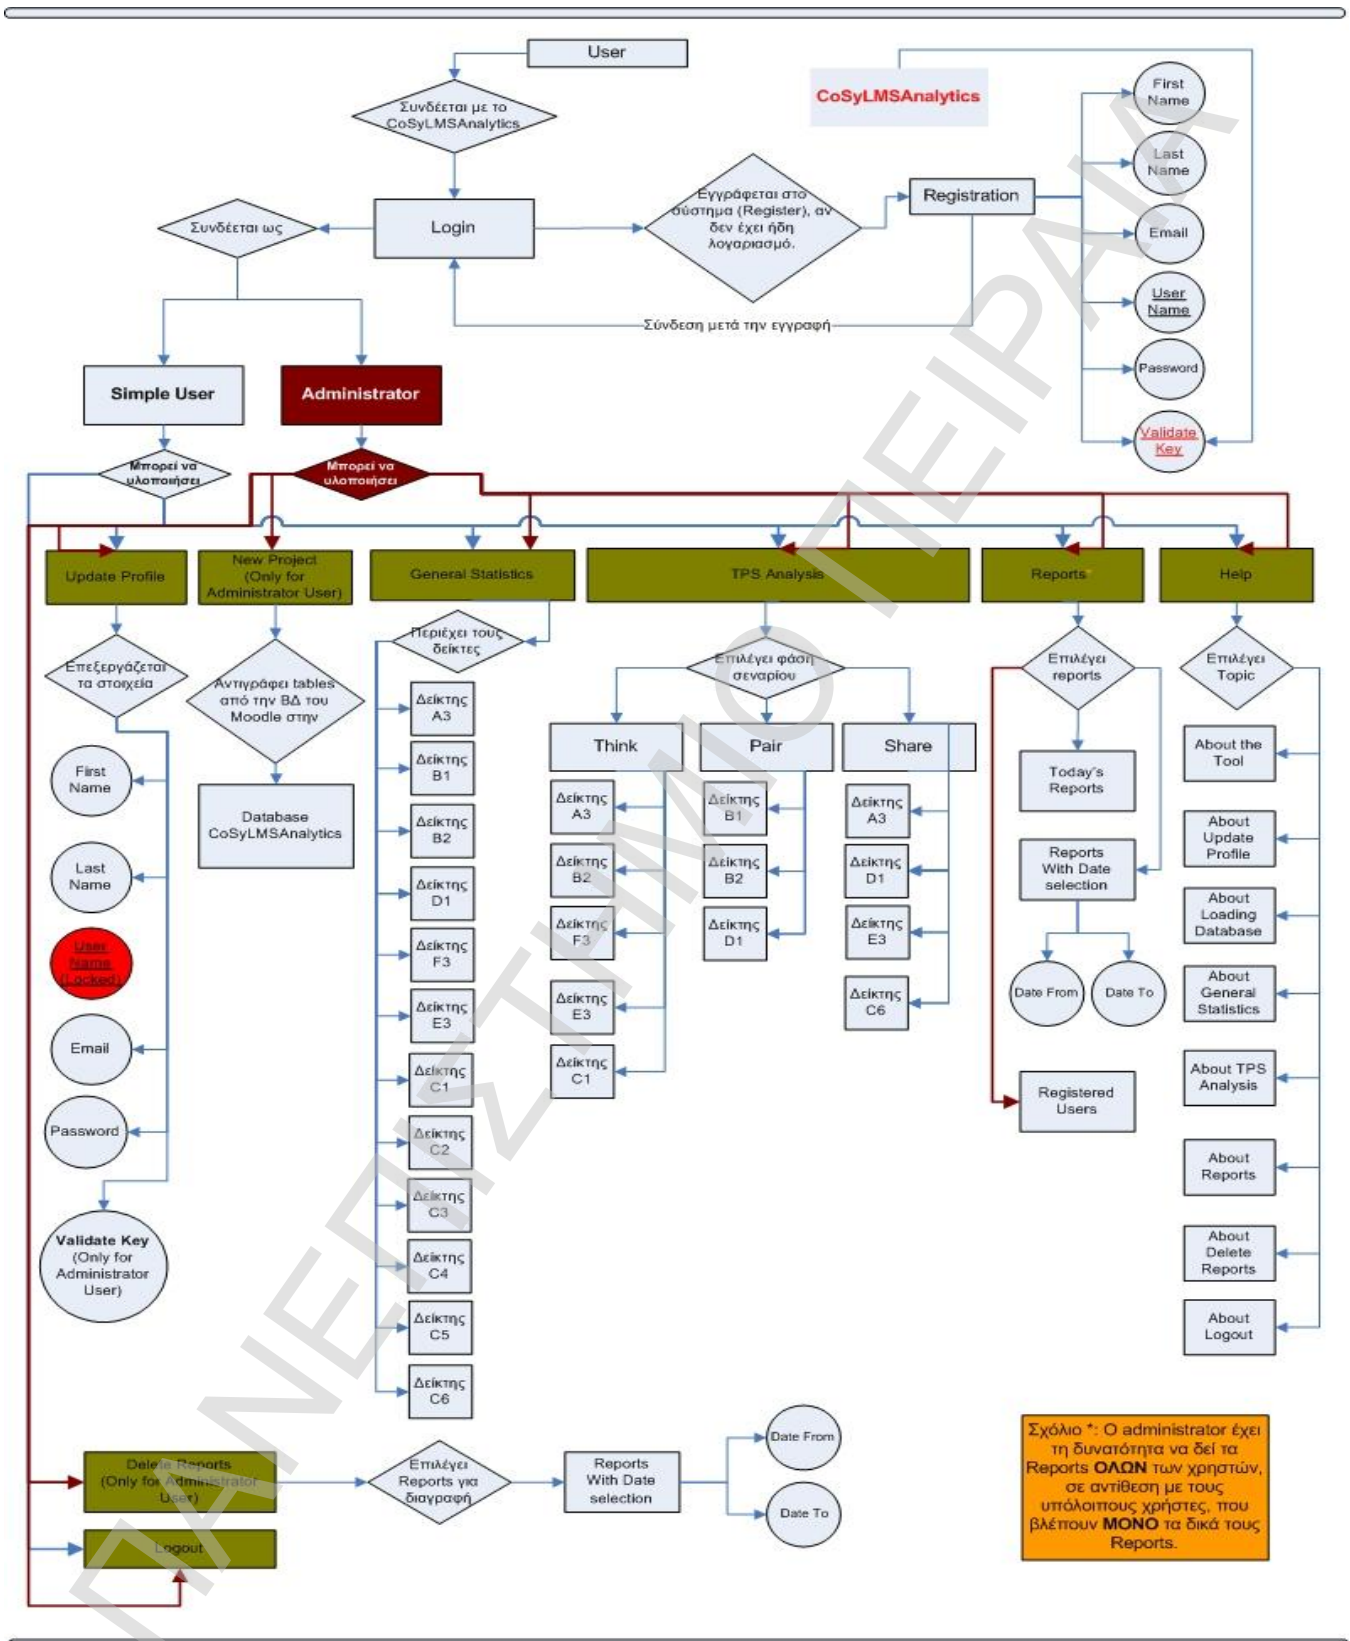 User
CoSyLMSAnalytics
Συνδέεται με το
CoSyLMSAnalytics
First
Name
Last
Name
Email
User
Name
Password
Validate
Key
Εγγράφεται στο
σύστημα (Register), αν
δεν έχει ήδη
λογαριασμό.
Registration
Login
Συνδέεται ως
Σύνδεση μετά την εγγραφή
Simple User
Administrator
Μπορεί να
υλοποιήσει
Μπορεί να
υλοποιήσει
Update Profile
New Project
(Only for
Administrator User)
General Statistics
TPS Analysis
Reports*
Help
Επεξεργάζεται
τα στοιχεία
First
Name
Last
Name
User
Name
(Locked)
Email
Password
Validate Key
(Only for
Administrator
User)
Αντιγράφει tables
από την ΒΔ του
Moodle στην
Database
CoSyLMSAnalytics
Περιέχει τους
δείκτες
Δείκτης
A3
Δείκτης
B1
Δείκτης
B2
Δείκτης
D1
Δείκτης
F3
Δείκτης
E3
Δείκτης
C1
Δείκτης
C2
Δείκτης
C3
Δείκτης
C4
Δείκτης
C5
Δείκτης
C6
Επιλέγει φάση
σεναρίου
Think
Δείκτης
A3
Δείκτης
B2
Δείκτης
F3
Δείκτης
E3
Δείκτης
C1
Pair
Δείκτης
B1
Δείκτης
B2
Δείκτης
D1
Share
Δείκτης
A3
Δείκτης
D1
Δείκτης
E3
Δείκτης
C6
Επιλέγει
reports
Today's
Reports
Reports
With Date
selection
Date From
Date To
Registered
Users
Επιλέγει
Topic
About the
Tool
About
Update
Profile
About
Loading
Database
About
General
Statistics
About TPS
Analysis
About
Reports
About
Delete
Reports
About
Logout
Delete Reports
(Only for Administrator
User)
Επιλέγει
Reports για
διαγραφή
Reports
With Date
selection
Date From
Date To
Logout
Σχόλιο *: Ο administrator έχει
τη δυνατότητα να δεί τα
Reports ΟΛΩΝ των χρηστών,
σε αντίθεση με τους
υπόλοιπους χρήστες, που
βλέπουν ΜΟΝΟ τα δικά τους
Reports.
ΠΑΝΕΠΙΣΤΗΜΙΟ ΠΕΙΡΑΙΑ